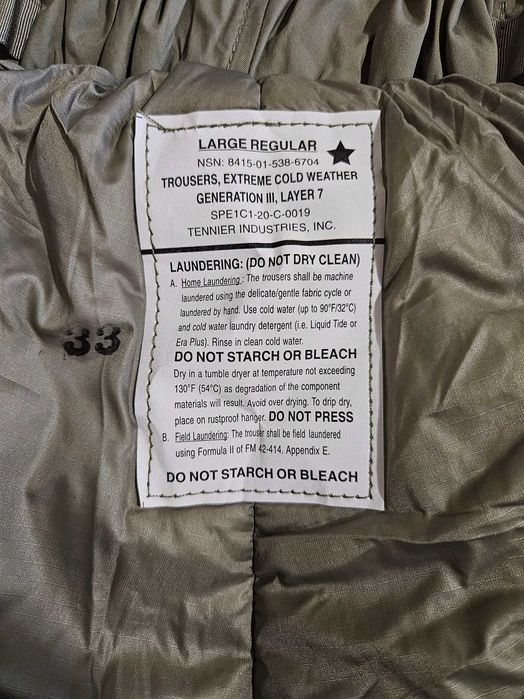 LARGE REGULAR
NSN: 8415-01-538-6704
TROUSERS, EXTREME COLD WEATHER
GENERATION III, LAYER 7
SPE1C1-20-C-0019
TENNIER INDUSTRIES, INC.
LAUNDERING: (DO NOT DRY CLEAN)
A. Home Laundering: The trousers shall be machine
laundered using the delicate/gentle fabric cycle or
laundered by hand. Use cold water (up to 90°F/32°C)
and cold water laundry detergent (i.e. Liquid Tide or
Era Plus). Rinse in clean cold water.
DO NOT STARCH OR BLEACH
Dry in a tumble dryer at temperature not exceeding
130°F (54°C) as degradation of the component
materials will result. Avoid over drying. To drip dry,
place on rustproof hanger. DO NOT PRESS
B. Field Laundering: The trouser shall be field laundered
using Formula II of FM 42-414. Appendix E.
DO NOT STARCH OR BLEACH
33